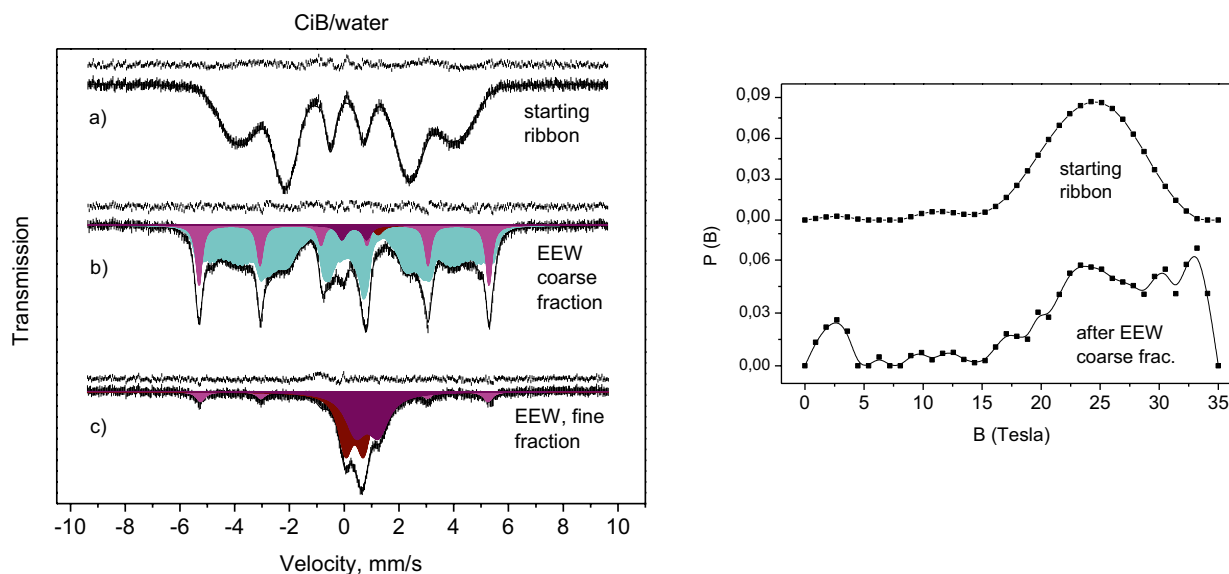 CiB/water
a)
starting
ribbon
b)
EEW
coarse
fraction
c)
EEW, fine
fraction
Transmission
-10 -8 -6 -4 -2 0 2 4 6 8 10
Velocity, mm/s
0,09
0,06
0,03
0,00
starting
ribbon
P (B)
0,06
0,03
0,00
after EEW
coarse frac.
0 5 10 15 20 25 30 35
B (Tesla)